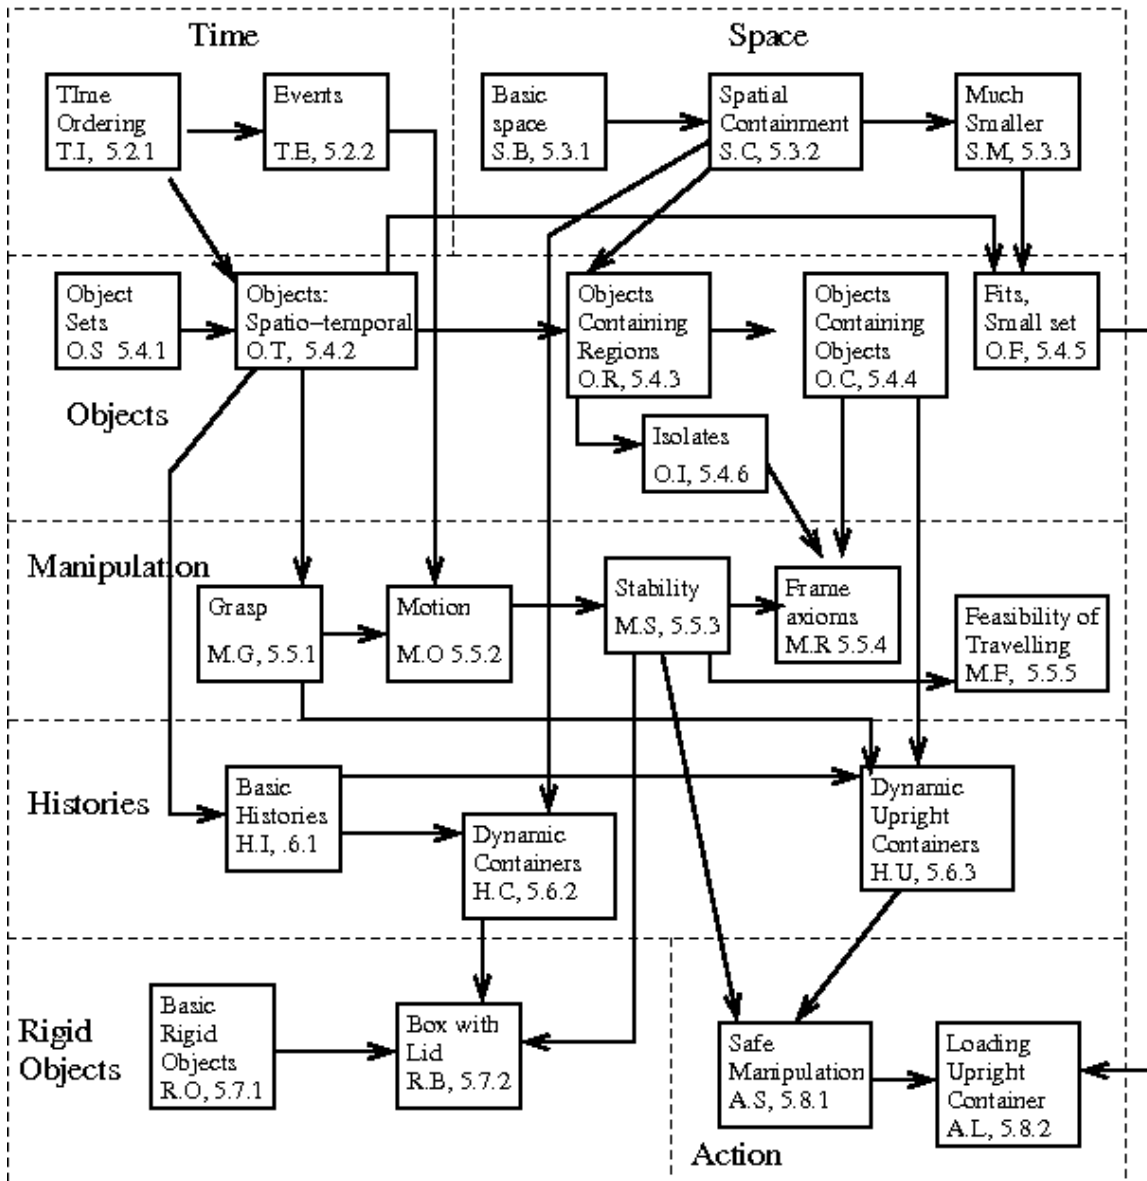 Time
Space
TIme
Ordering
T.I, 5.2.1
Events
T.E, 5.2.2
Basic
space
S.B, 5.3.1
Spatial
Containment
S.C, 5.3.2
Much
Smaller
S.M, 5.3.3
Object
Sets
O.S 5.4.1
Objects:
Spatio-temporal
O.T, 5.4.2
Objects
Containing
Regions
O.R, 5.4.3
Objects
Containing
Objects
O.C, 5.4.4
Fits,
Small set
O.F, 5.4.5
Objects
Isolates
O.I, 5.4.6
Manipulation
Grasp
M.G, 5.5.1
Motion
M.O 5.5.2
Stability
M.S, 5.5.3
Frame
axioms
M.R 5.5.4
Feasibility of
Travelling
M.F, 5.5.5
Histories
Basic
Histories
H.I, .6.1
Dynamic
Containers
H.C, 5.6.2
Dynamic
Upright
Containers
H.U, 5.6.3
Rigid
Objects
Basic
Rigid
Objects
R.O, 5.7.1
Box with
Lid
R.B, 5.7.2
Safe
Manipulation
A.S, 5.8.1
Loading
Upright
Container
A.L, 5.8.2
Action